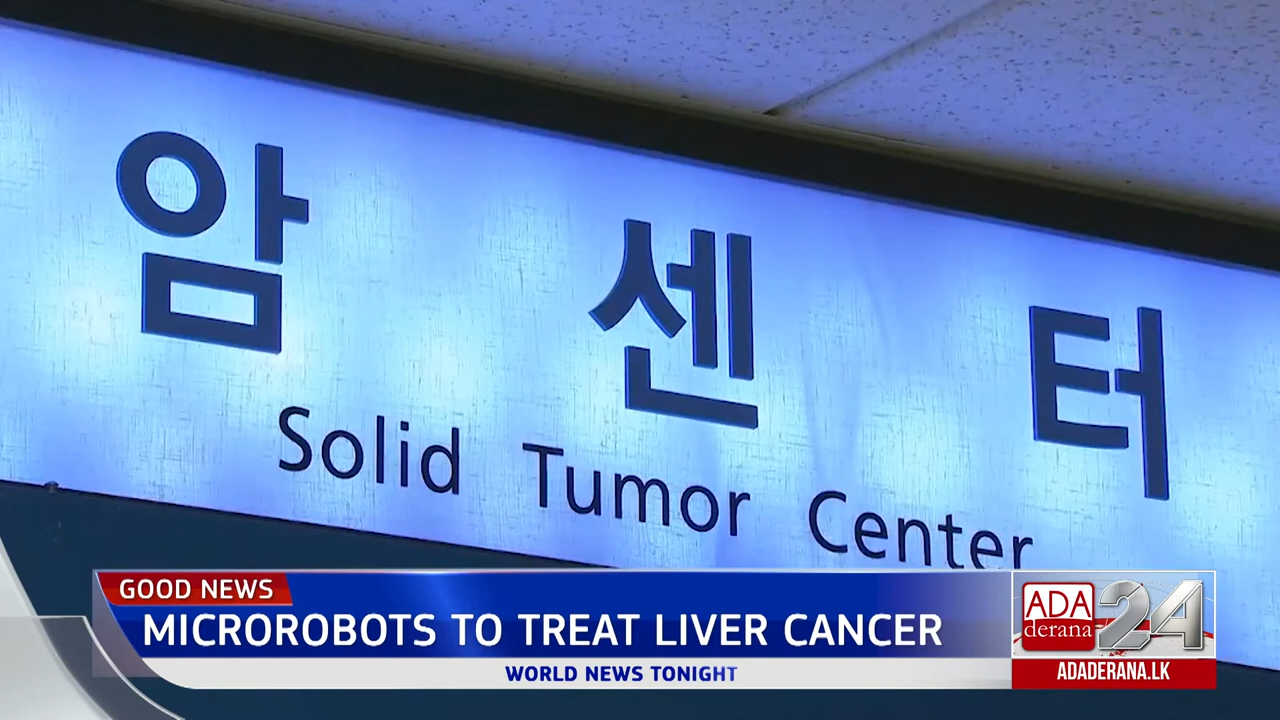 암 센 터
Solid Tumor Center
GOOD NEWS
MICROROBOTS TO TREAT LIVER CANCER
WORLD NEWS TONIGHT
ADA
derana
24
ADADERANA.LK